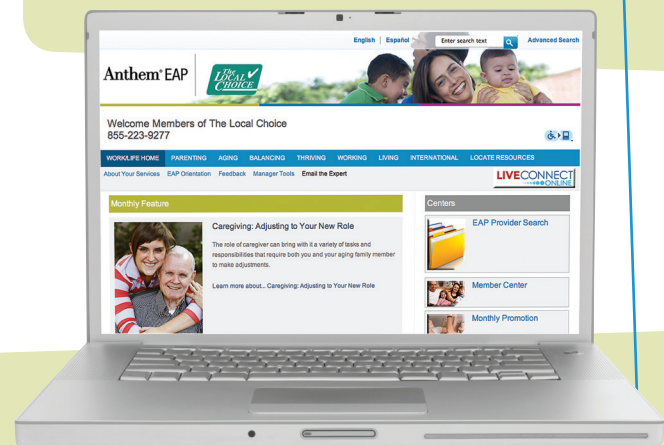 English | Español
Enter search text
Advanced Search
Anthem® EAP
The LOCAL CHOICE
Welcome Members of The Local Choice
855-223-9277
WORK/LIFE HOME PARENTING AGING BALANCING THRIVING WORKING LIVING INTERNATIONAL LOCATE RESOURCES
About Your Services EAP Orientation Feedback Manager Tools Email the Expert
LIVECONNECT
ONLINE
Monthly Feature
Caregiving: Adjusting to Your New Role
The role of caregiver can bring with it a variety of tasks and
responsibilities that require both you and your aging family member
to make adjustments.
Learn more about... Caregiving: Adjusting to Your New Role
Centers
EAP Provider Search
Member Center
Monthly Promotion